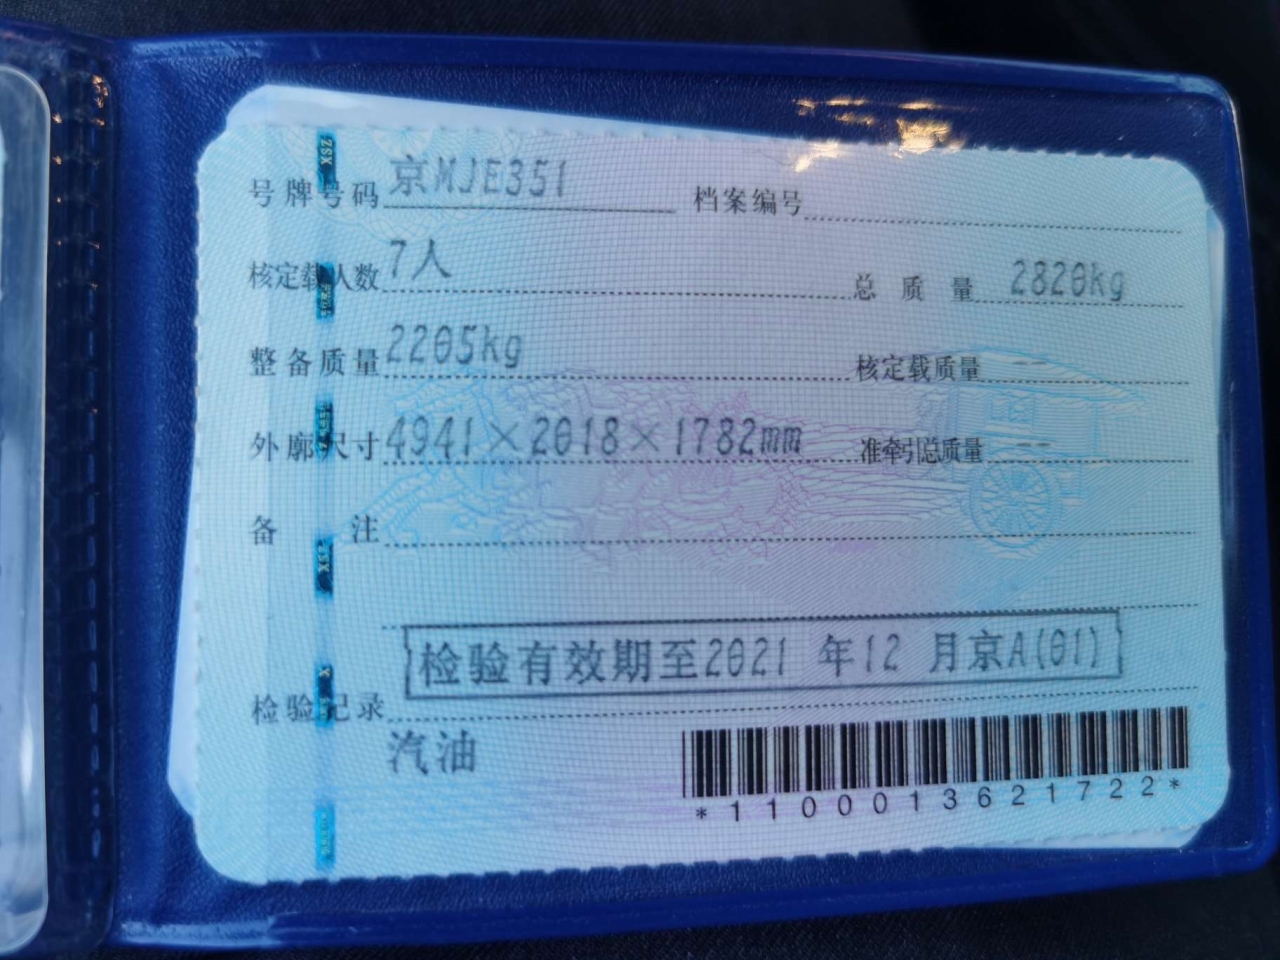 号牌号码 京MJE351 档案编号
核定载人数 7人 总质量 2820kg
整备质量 2205kg 核定载质量 --
外廓尺寸 4941×2018×1782mm 准牵引总质量 --
备注
检验有效期至2021 年12 月京A(01)
检验记录
汽油
*1100013621722*
XSZ
XSZ